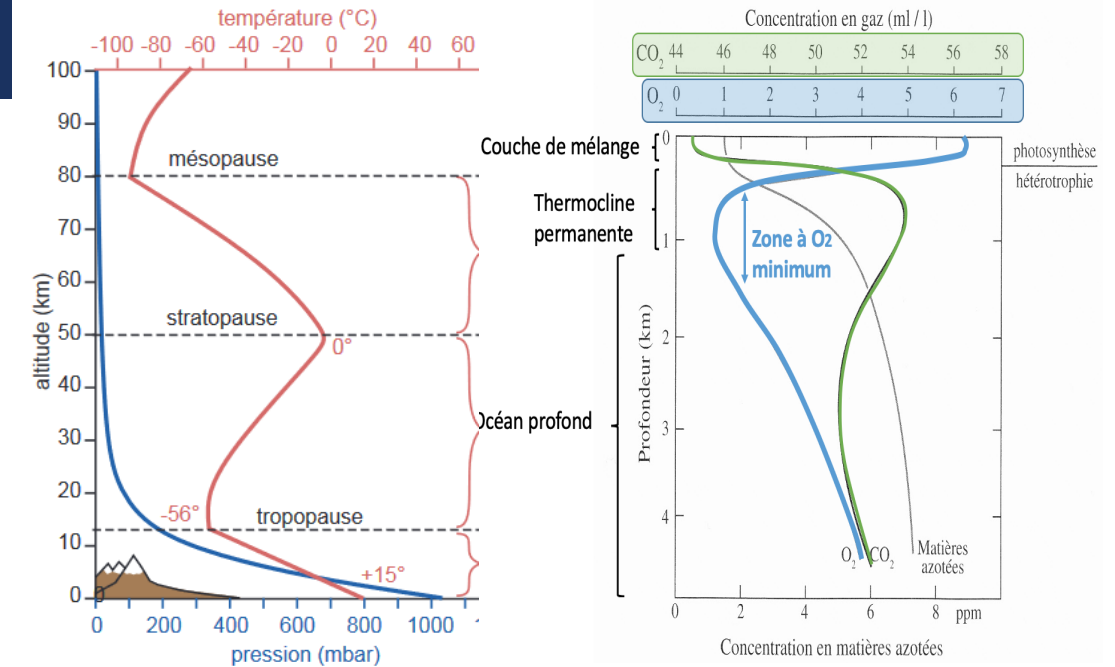 température (°C)
-100 -80 -60 -40 -20 0 20 40 60
100
90
80
70
60
50
40
30
20
10
0
altitude (km)
mésopause
stratopause
0°
-56°
tropopause
+15°
0
0 200 400 600 800 1000
pression (mbar)
Concentration en gaz (ml / l)
CO2 44 46 48 50 52 54 56 58
O2 0 1 2 3 4 5 6 7
Couche de mélange
Thermocline
permanente
Océan profond
0
1
2
3
4
Profondeur (km)
photosynthèse
hétérotrophie
Zone à O2
minimum
O2 CO2
Matières
azotées
0 2 4 6 8 ppm
Concentration en matières azotées